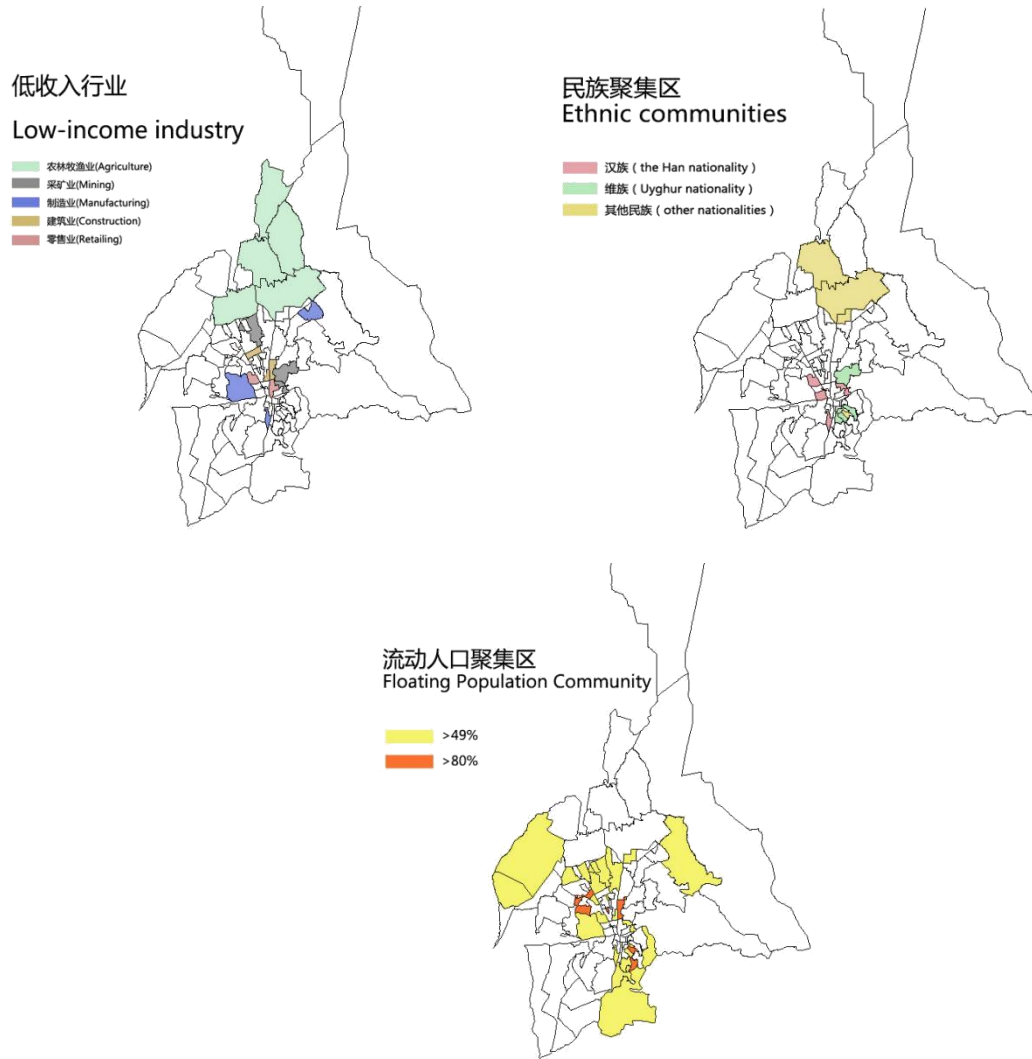 低收入行业
Low-income industry
农林牧渔业(Agriculture)
采矿业(Mining)
制造业(Manufacturing)
建筑业(Construction)
零售业(Retailing)
民族聚集区
Ethnic communities
汉族（the Han nationality）
维族（Uyghur nationality）
其他民族（other nationalities）
流动人口聚集区
Floating Population Community
>49%
>80%